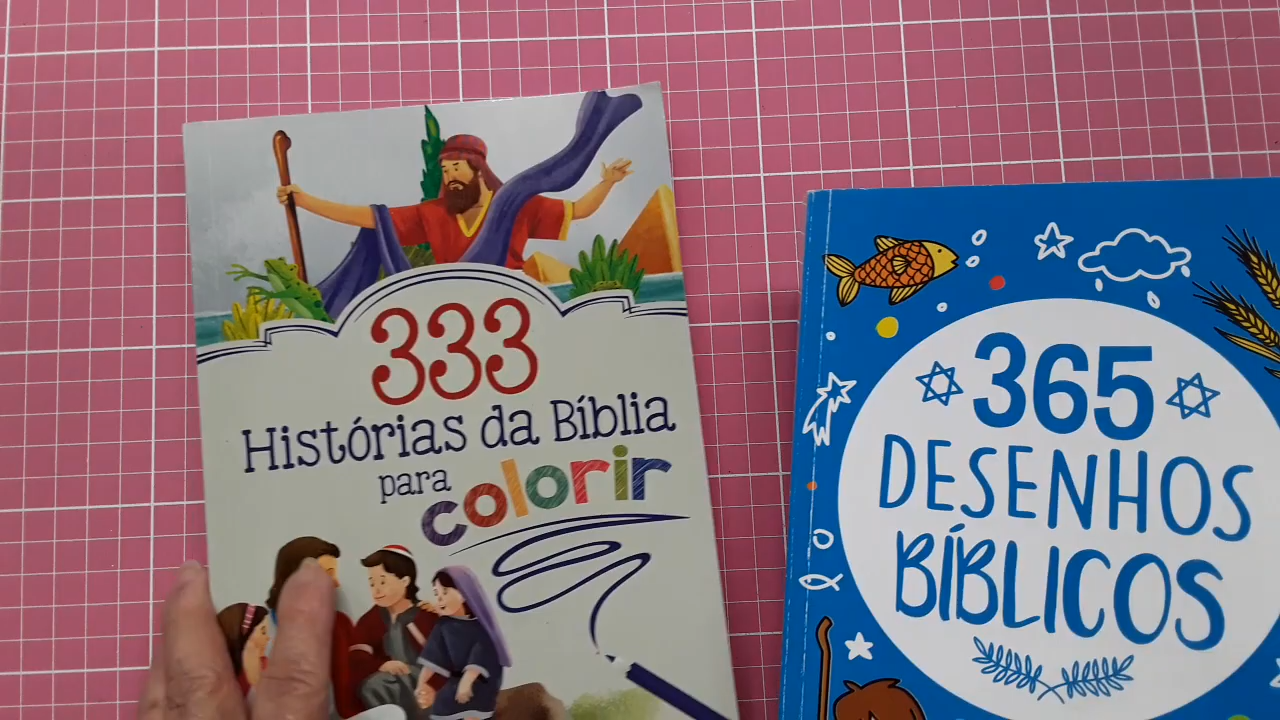 333
Histórias da Bíblia
para colorir
365
DESENHOS
BÍBLICOS